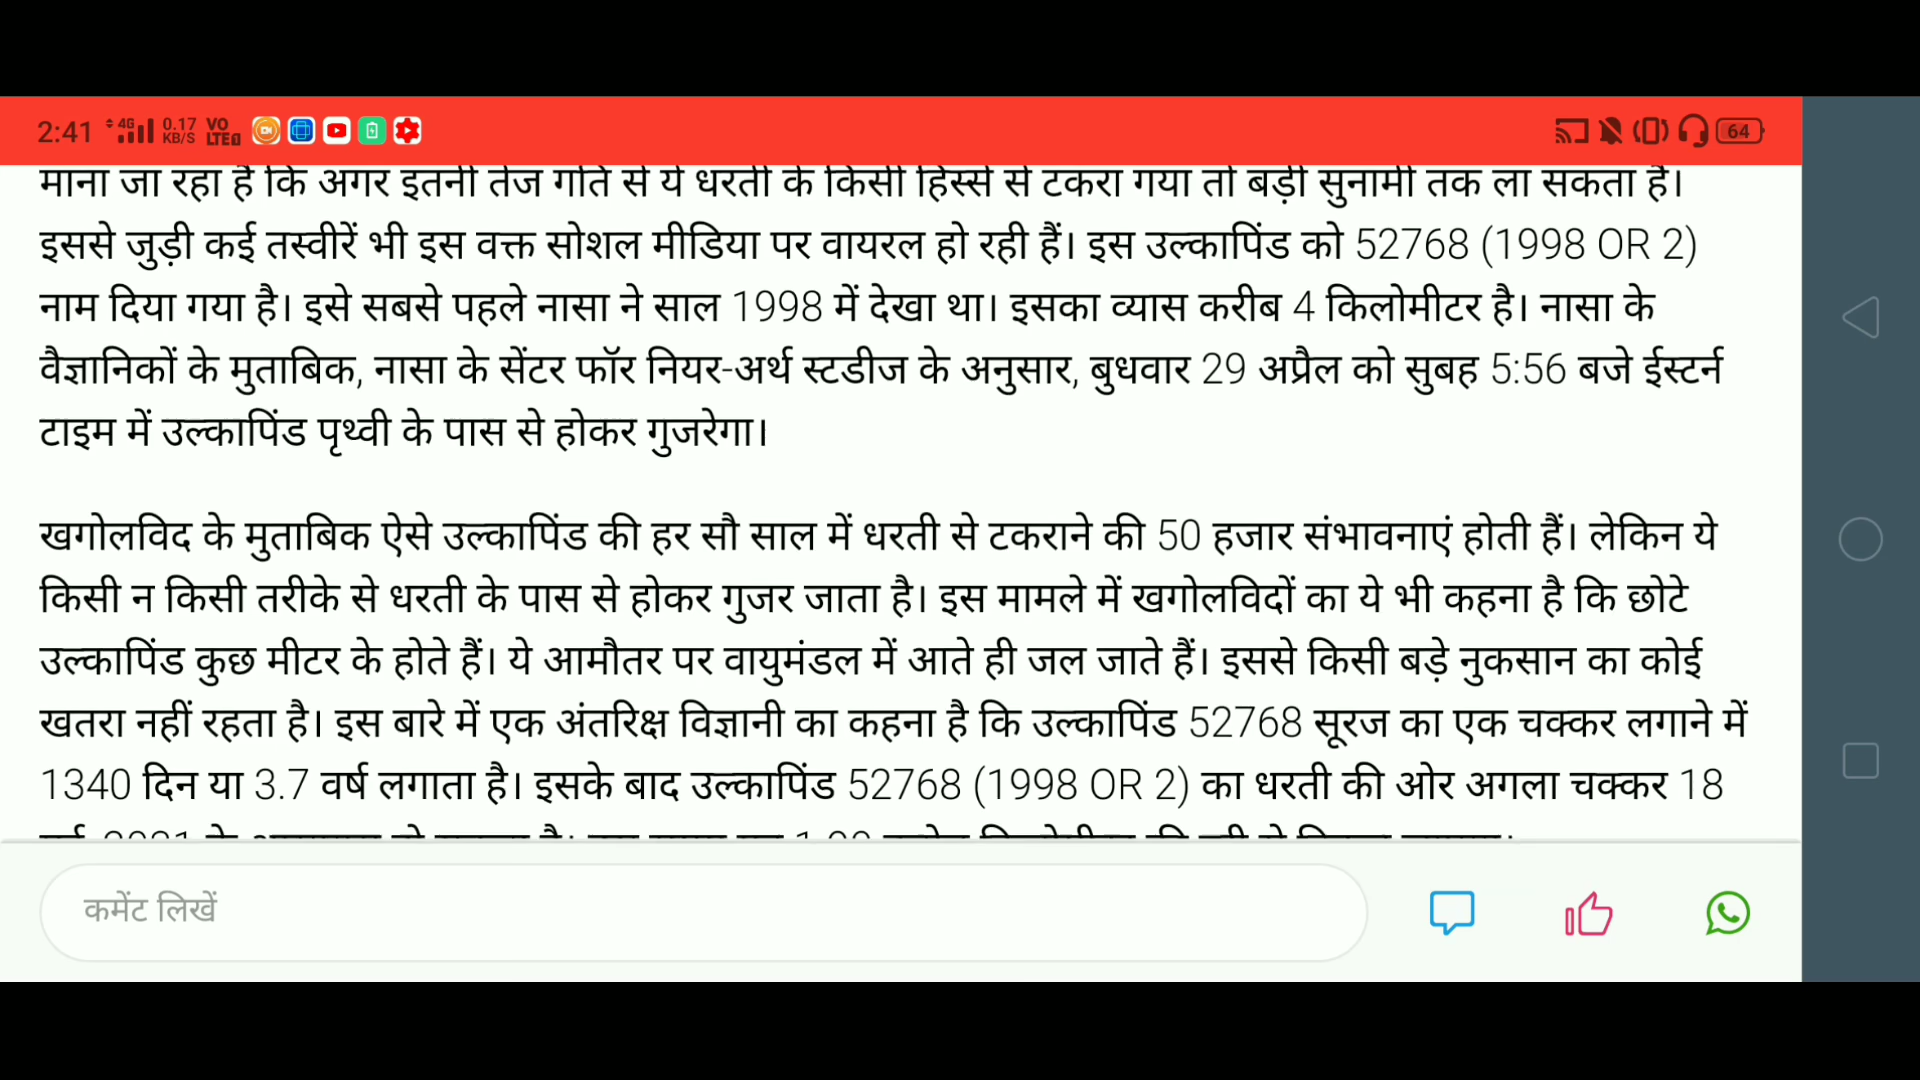 2:41 4G 0.17 KB/S VO LTE 64
माना जा रहा है कि अगर इतनी तेज गति से ये धरती के किसी हिस्से से टकरा गया तो बड़ी सुनामी तक ला सकता है।
इससे जुड़ी कई तस्वीरें भी इस वक्त सोशल मीडिया पर वायरल हो रही हैं। इस उल्कापिंड को 52768 (1998 OR 2)
नाम दिया गया है। इसे सबसे पहले नासा ने साल 1998 में देखा था। इसका व्यास करीब 4 किलोमीटर है। नासा के
वैज्ञानिकों के मुताबिक, नासा के सेंटर फॉर नियर-अर्थ स्टडीज के अनुसार, बुधवार 29 अप्रैल को सुबह 5:56 बजे ईस्टर्न
टाइम में उल्कापिंड पृथ्वी के पास से होकर गुजरेगा।
खगोलविद के मुताबिक ऐसे उल्कापिंड की हर सौ साल में धरती से टकराने की 50 हजार संभावनाएं होती हैं। लेकिन ये
किसी न किसी तरीके से धरती के पास से होकर गुजर जाता है। इस मामले में खगोलविदों का ये भी कहना है कि छोटे
उल्कापिंड कुछ मीटर के होते हैं। ये आमौतर पर वायुमंडल में आते ही जल जाते हैं। इससे किसी बड़े नुकसान का कोई
खतरा नहीं रहता है। इस बारे में एक अंतरिक्ष विज्ञानी का कहना है कि उल्कापिंड 52768 सूरज का एक चक्कर लगाने में
1340 दिन या 3.7 वर्ष लगाता है। इसके बाद उल्कापिंड 52768 (1998 OR 2) का धरती की ओर अगला चक्कर 18
कमेंट लिखें